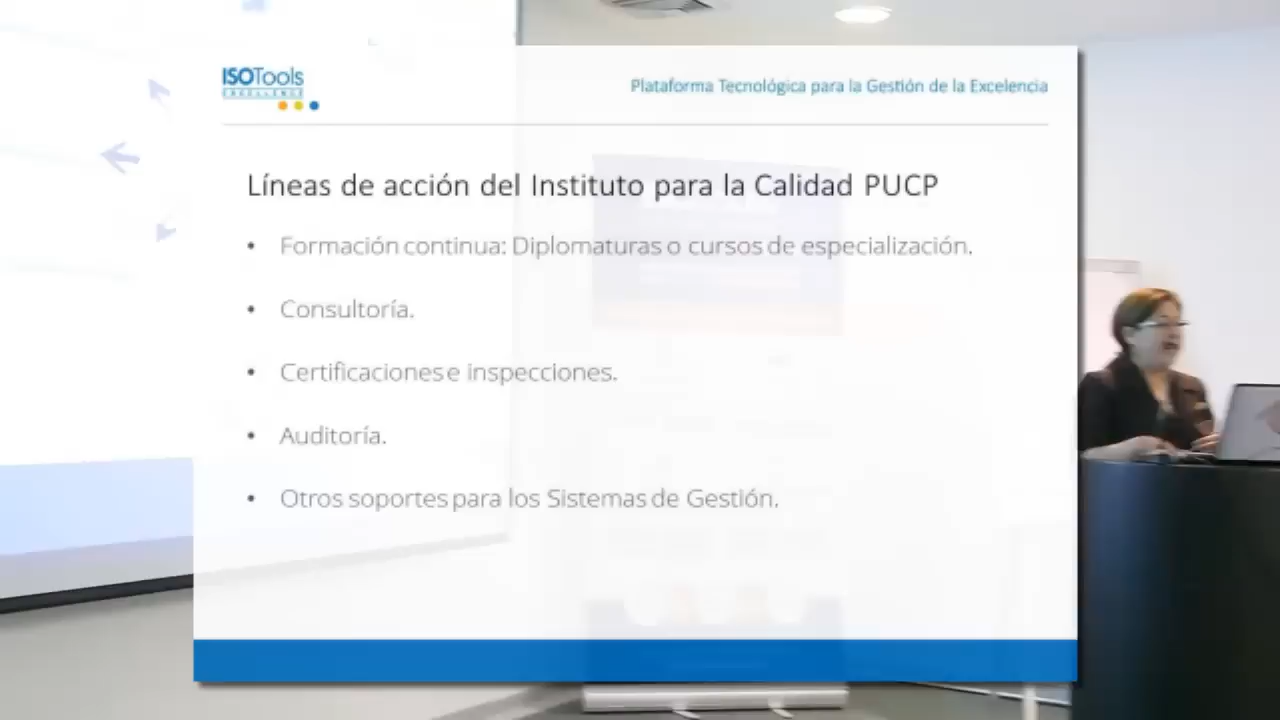 ISOTools
EXCELLENCE
Plataforma Tecnológica para la Gestión de la Excelencia
Líneas de acción del Instituto para la Calidad PUCP
• Formación continua: Diplomaturas o cursos de especialización.
• Consultoría.
• Certificaciones e inspecciones.
• Auditoría.
• Otros soportes para los Sistemas de Gestión.